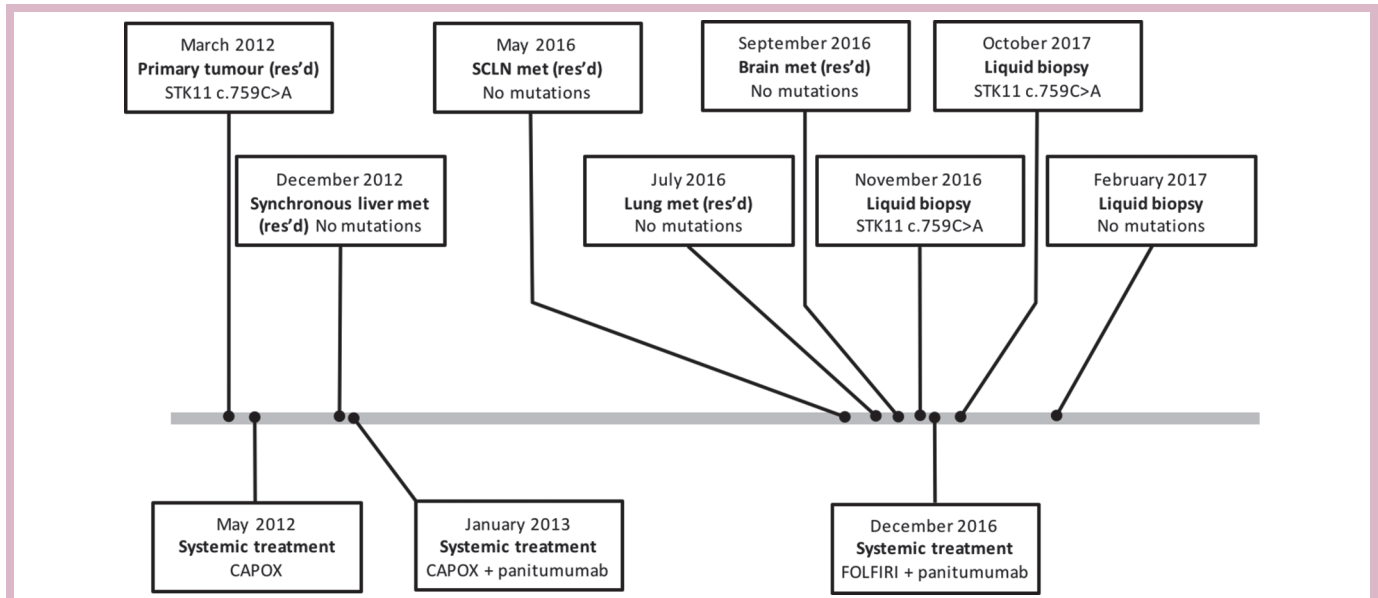 March 2012
Primary tumour (res'd)
STK11 c.759C>A
May 2016
SCLN met (res'd)
No mutations
September 2016
Brain met (res'd)
No mutations
October 2017
Liquid biopsy
STK11 c.759C>A
December 2012
Synchronous liver met
(res'd) No mutations
July 2016
Lung met (res'd)
No mutations
November 2016
Liquid biopsy
STK11 c.759C>A
February 2017
Liquid biopsy
No mutations
May 2012
Systemic treatment
CAPOX
January 2013
Systemic treatment
CAPOX + panitumumab
December 2016
Systemic treatment
FOLFIRI + panitumumab